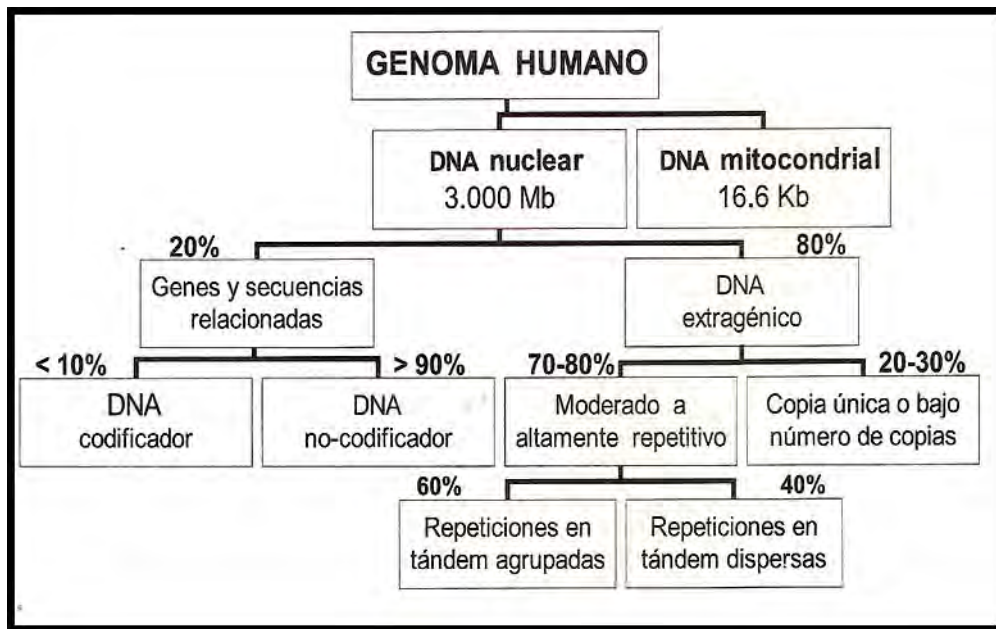 GENOMA HUMANO
DNA nuclear
3.000 Mb
DNA mitocondrial
16.6 Kb
20%
Genes y secuencias
relacionadas
80%
DNA
extragénico
< 10%
DNA
codificador
> 90%
DNA
no-codificador
70-80%
Moderado a
altamente repetitivo
20-30%
Copia única o bajo
número de copias
60%
Repeticiones en
tándem agrupadas
40%
Repeticiones en
tándem dispersas